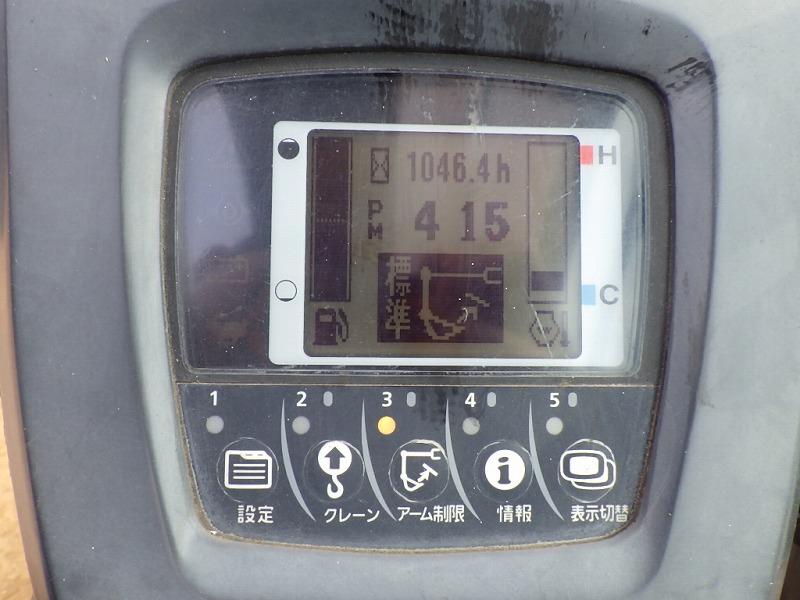 1046.4h
H
PM 4 15
標準
C
1 2 3 4 5
設定 クレーン アーム制限 情報 表示切替